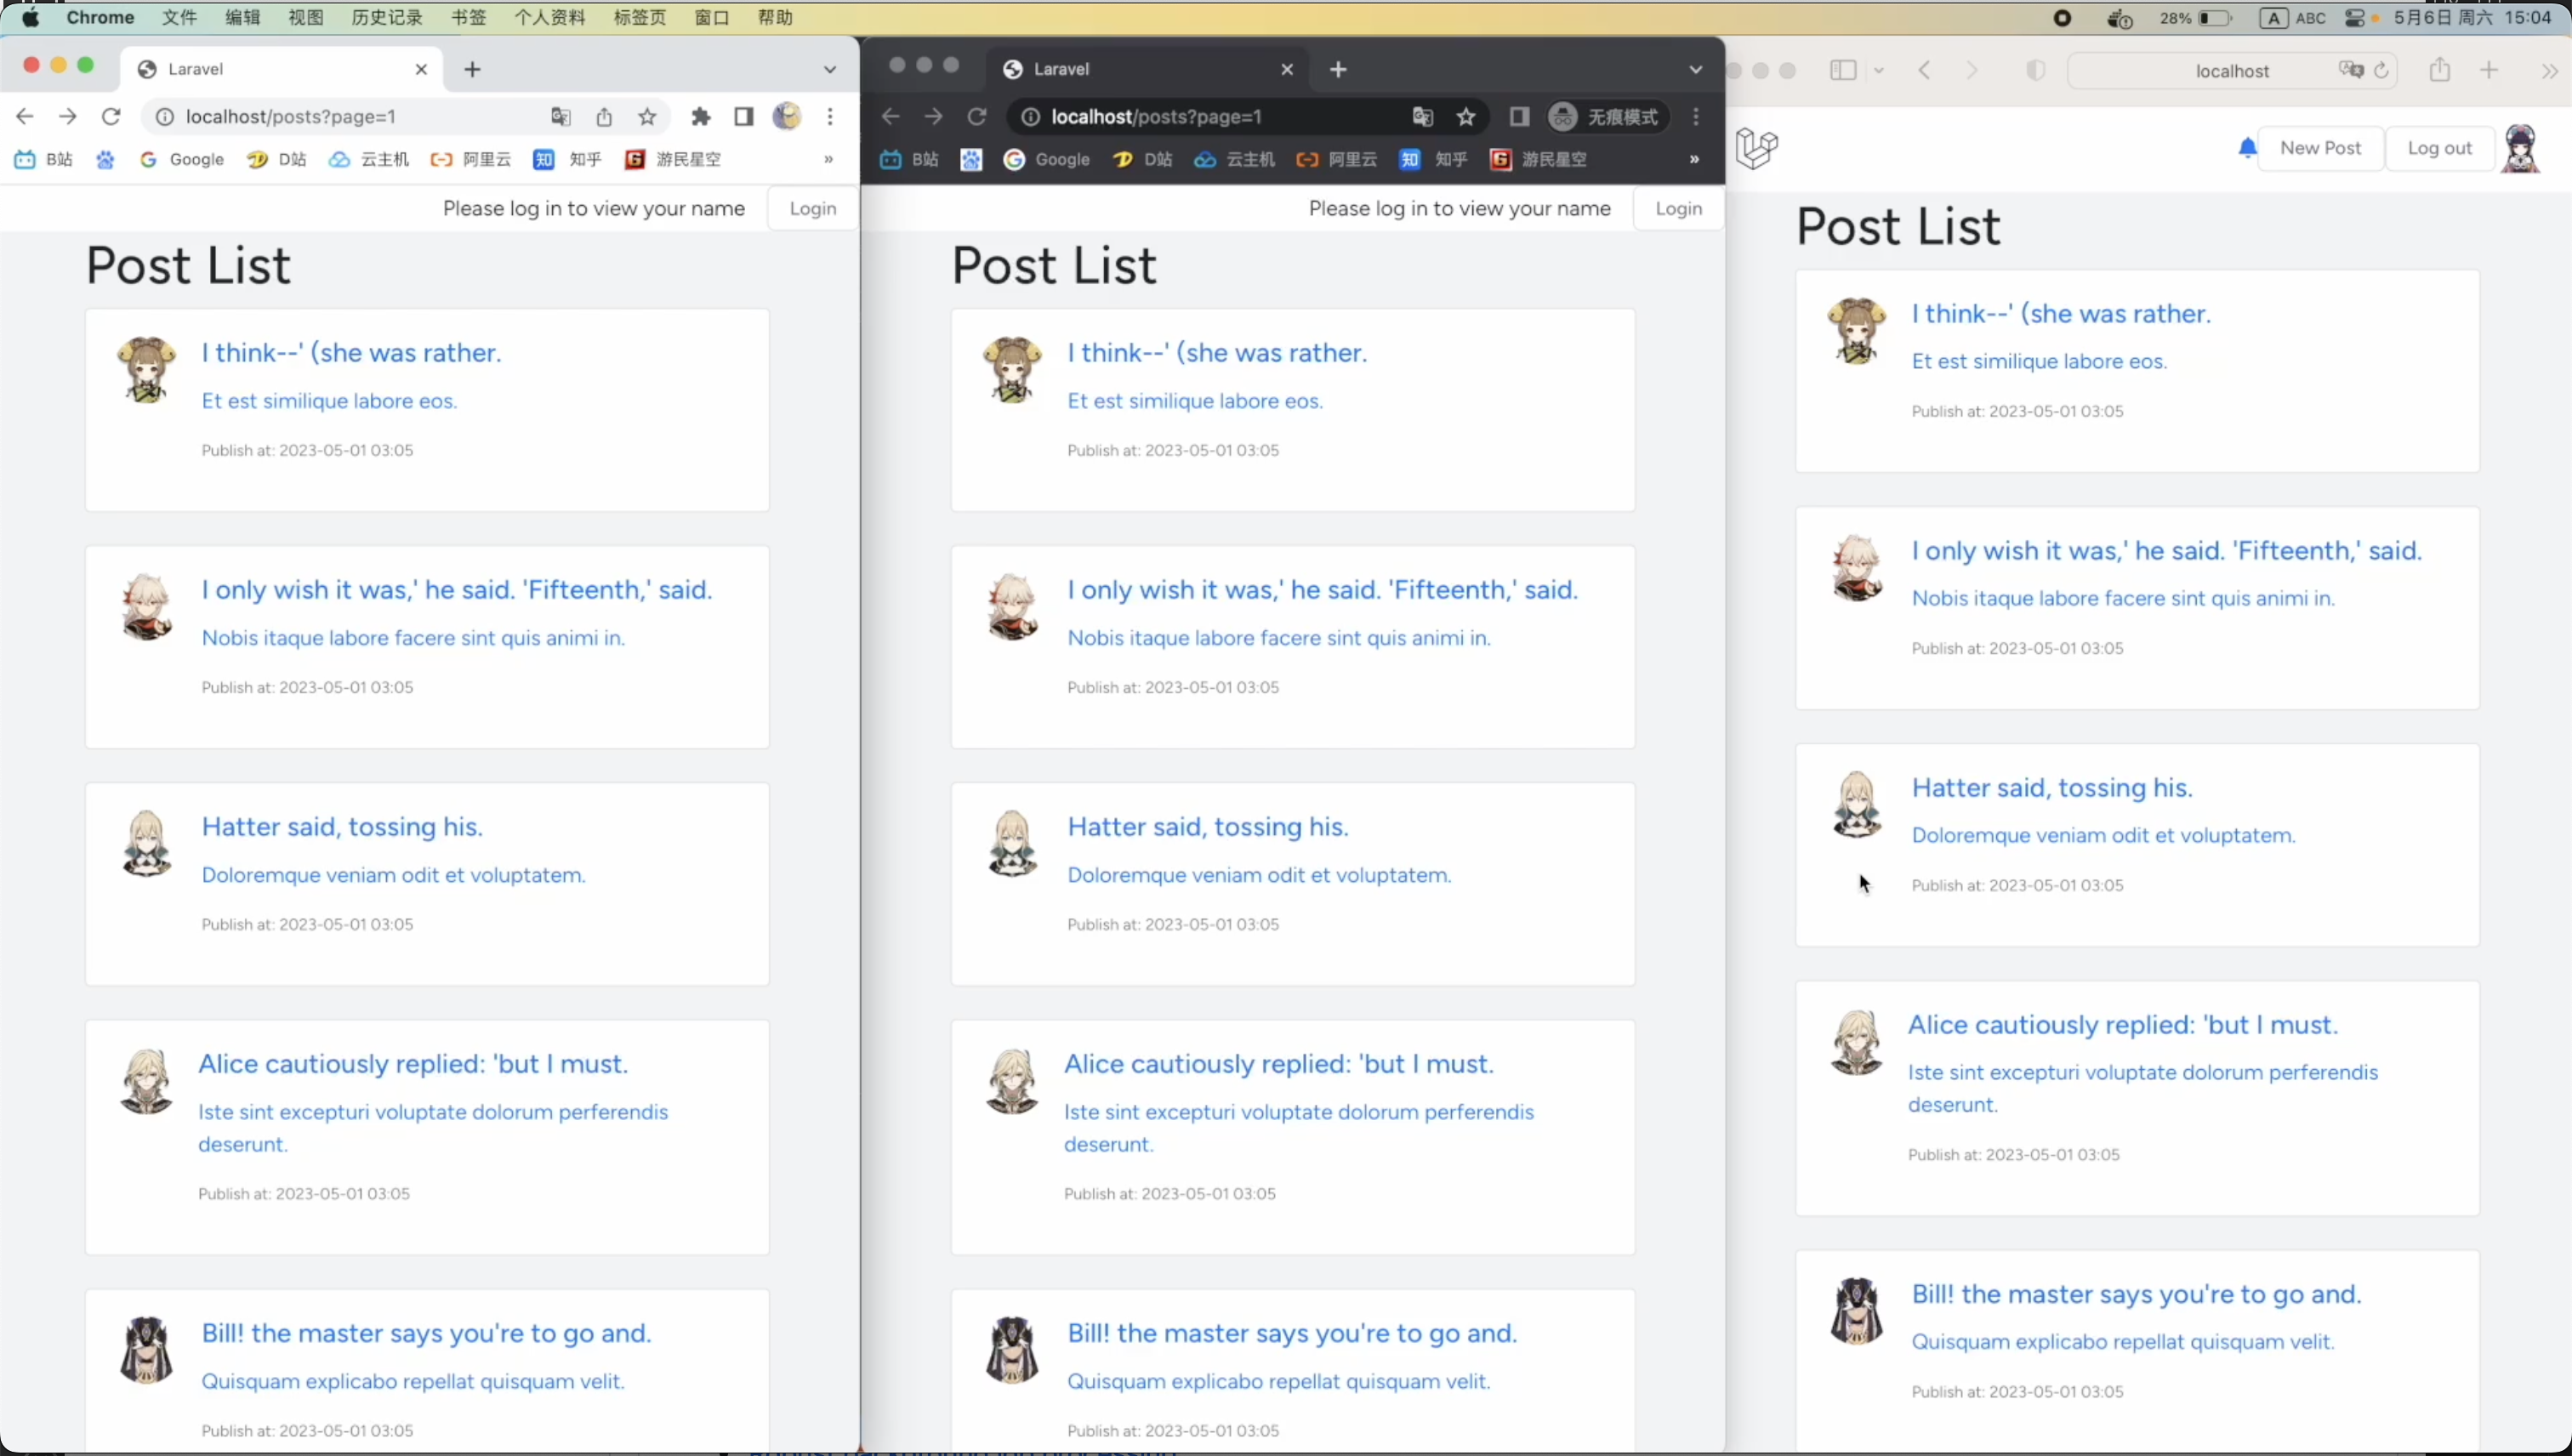 Chrome 文件 编辑 视图 历史记录 书签 个人资料 标签页 窗口 帮助 28% A ABC 5月6日 周六 15:04
Laravel
localhost/posts?page=1
B站 Google D站 云主机 阿里云 知 知乎 G 游民星空 »
Please log in to view your name Login
Post List
I think--' (she was rather.
Et est similique labore eos.
Publish at: 2023-05-01 03:05
I only wish it was,' he said. 'Fifteenth,' said.
Nobis itaque labore facere sint quis animi in.
Publish at: 2023-05-01 03:05
Hatter said, tossing his.
Doloremque veniam odit et voluptatem.
Publish at: 2023-05-01 03:05
Alice cautiously replied: 'but I must.
Iste sint excepturi voluptate dolorum perferendis
deserunt.
Publish at: 2023-05-01 03:05
Bill! the master says you're to go and.
Quisquam explicabo repellat quisquam velit.
Publish at: 2023-05-01 03:05
Laravel
localhost/posts?page=1 无痕模式
B站 Google D站 云主机 阿里云 知 知乎 G 游民星空 »
Please log in to view your name Login
Post List
I think--' (she was rather.
Et est similique labore eos.
Publish at: 2023-05-01 03:05
I only wish it was,' he said. 'Fifteenth,' said.
Nobis itaque labore facere sint quis animi in.
Publish at: 2023-05-01 03:05
Hatter said, tossing his.
Doloremque veniam odit et voluptatem.
Publish at: 2023-05-01 03:05
Alice cautiously replied: 'but I must.
Iste sint excepturi voluptate dolorum perferendis
deserunt.
Publish at: 2023-05-01 03:05
Bill! the master says you're to go and.
Quisquam explicabo repellat quisquam velit.
Publish at: 2023-05-01 03:05
localhost
New Post Log out
Post List
I think--' (she was rather.
Et est similique labore eos.
Publish at: 2023-05-01 03:05
I only wish it was,' he said. 'Fifteenth,' said.
Nobis itaque labore facere sint quis animi in.
Publish at: 2023-05-01 03:05
Hatter said, tossing his.
Doloremque veniam odit et voluptatem.
Publish at: 2023-05-01 03:05
Alice cautiously replied: 'but I must.
Iste sint excepturi voluptate dolorum perferendis
deserunt.
Publish at: 2023-05-01 03:05
Bill! the master says you're to go and.
Quisquam explicabo repellat quisquam velit.
Publish at: 2023-05-01 03:05